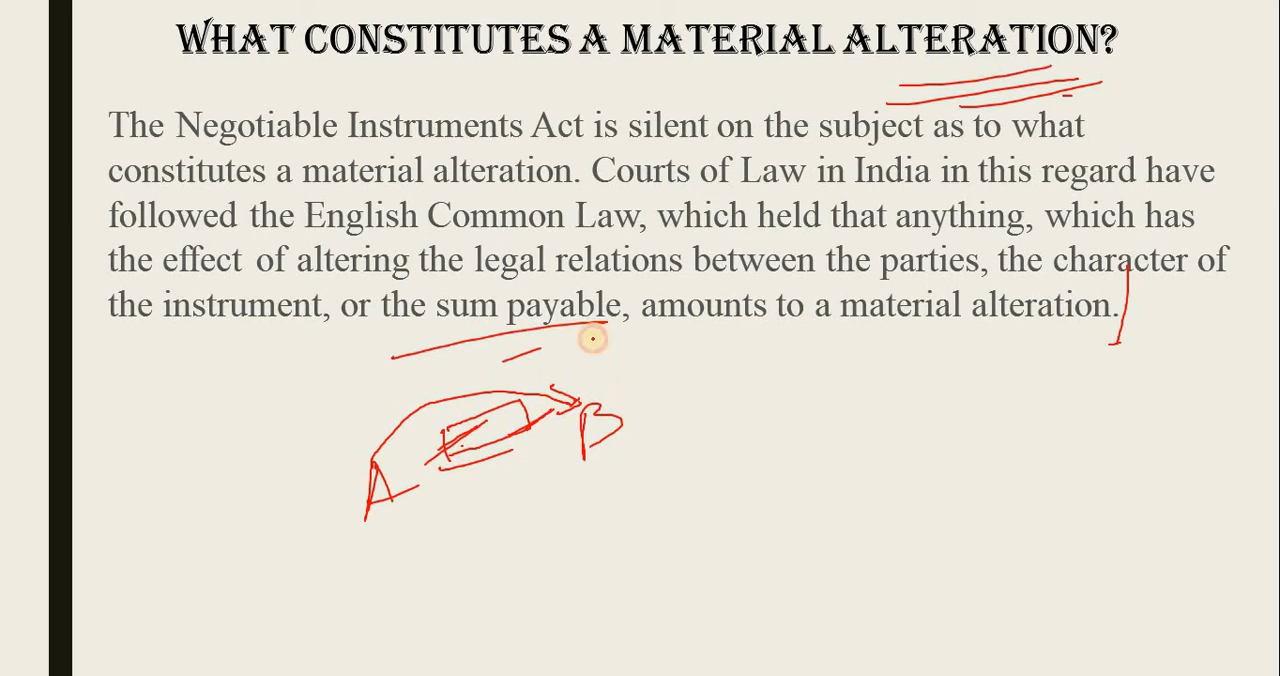 WHAT CONSTITUTES A MATERIAL ALTERATION?
The Negotiable Instruments Act is silent on the subject as to what
constitutes a material alteration. Courts of Law in India in this regard have
followed the English Common Law, which held that anything, which has
the effect of altering the legal relations between the parties, the character of
the instrument, or the sum payable, amounts to a material alteration.
A B